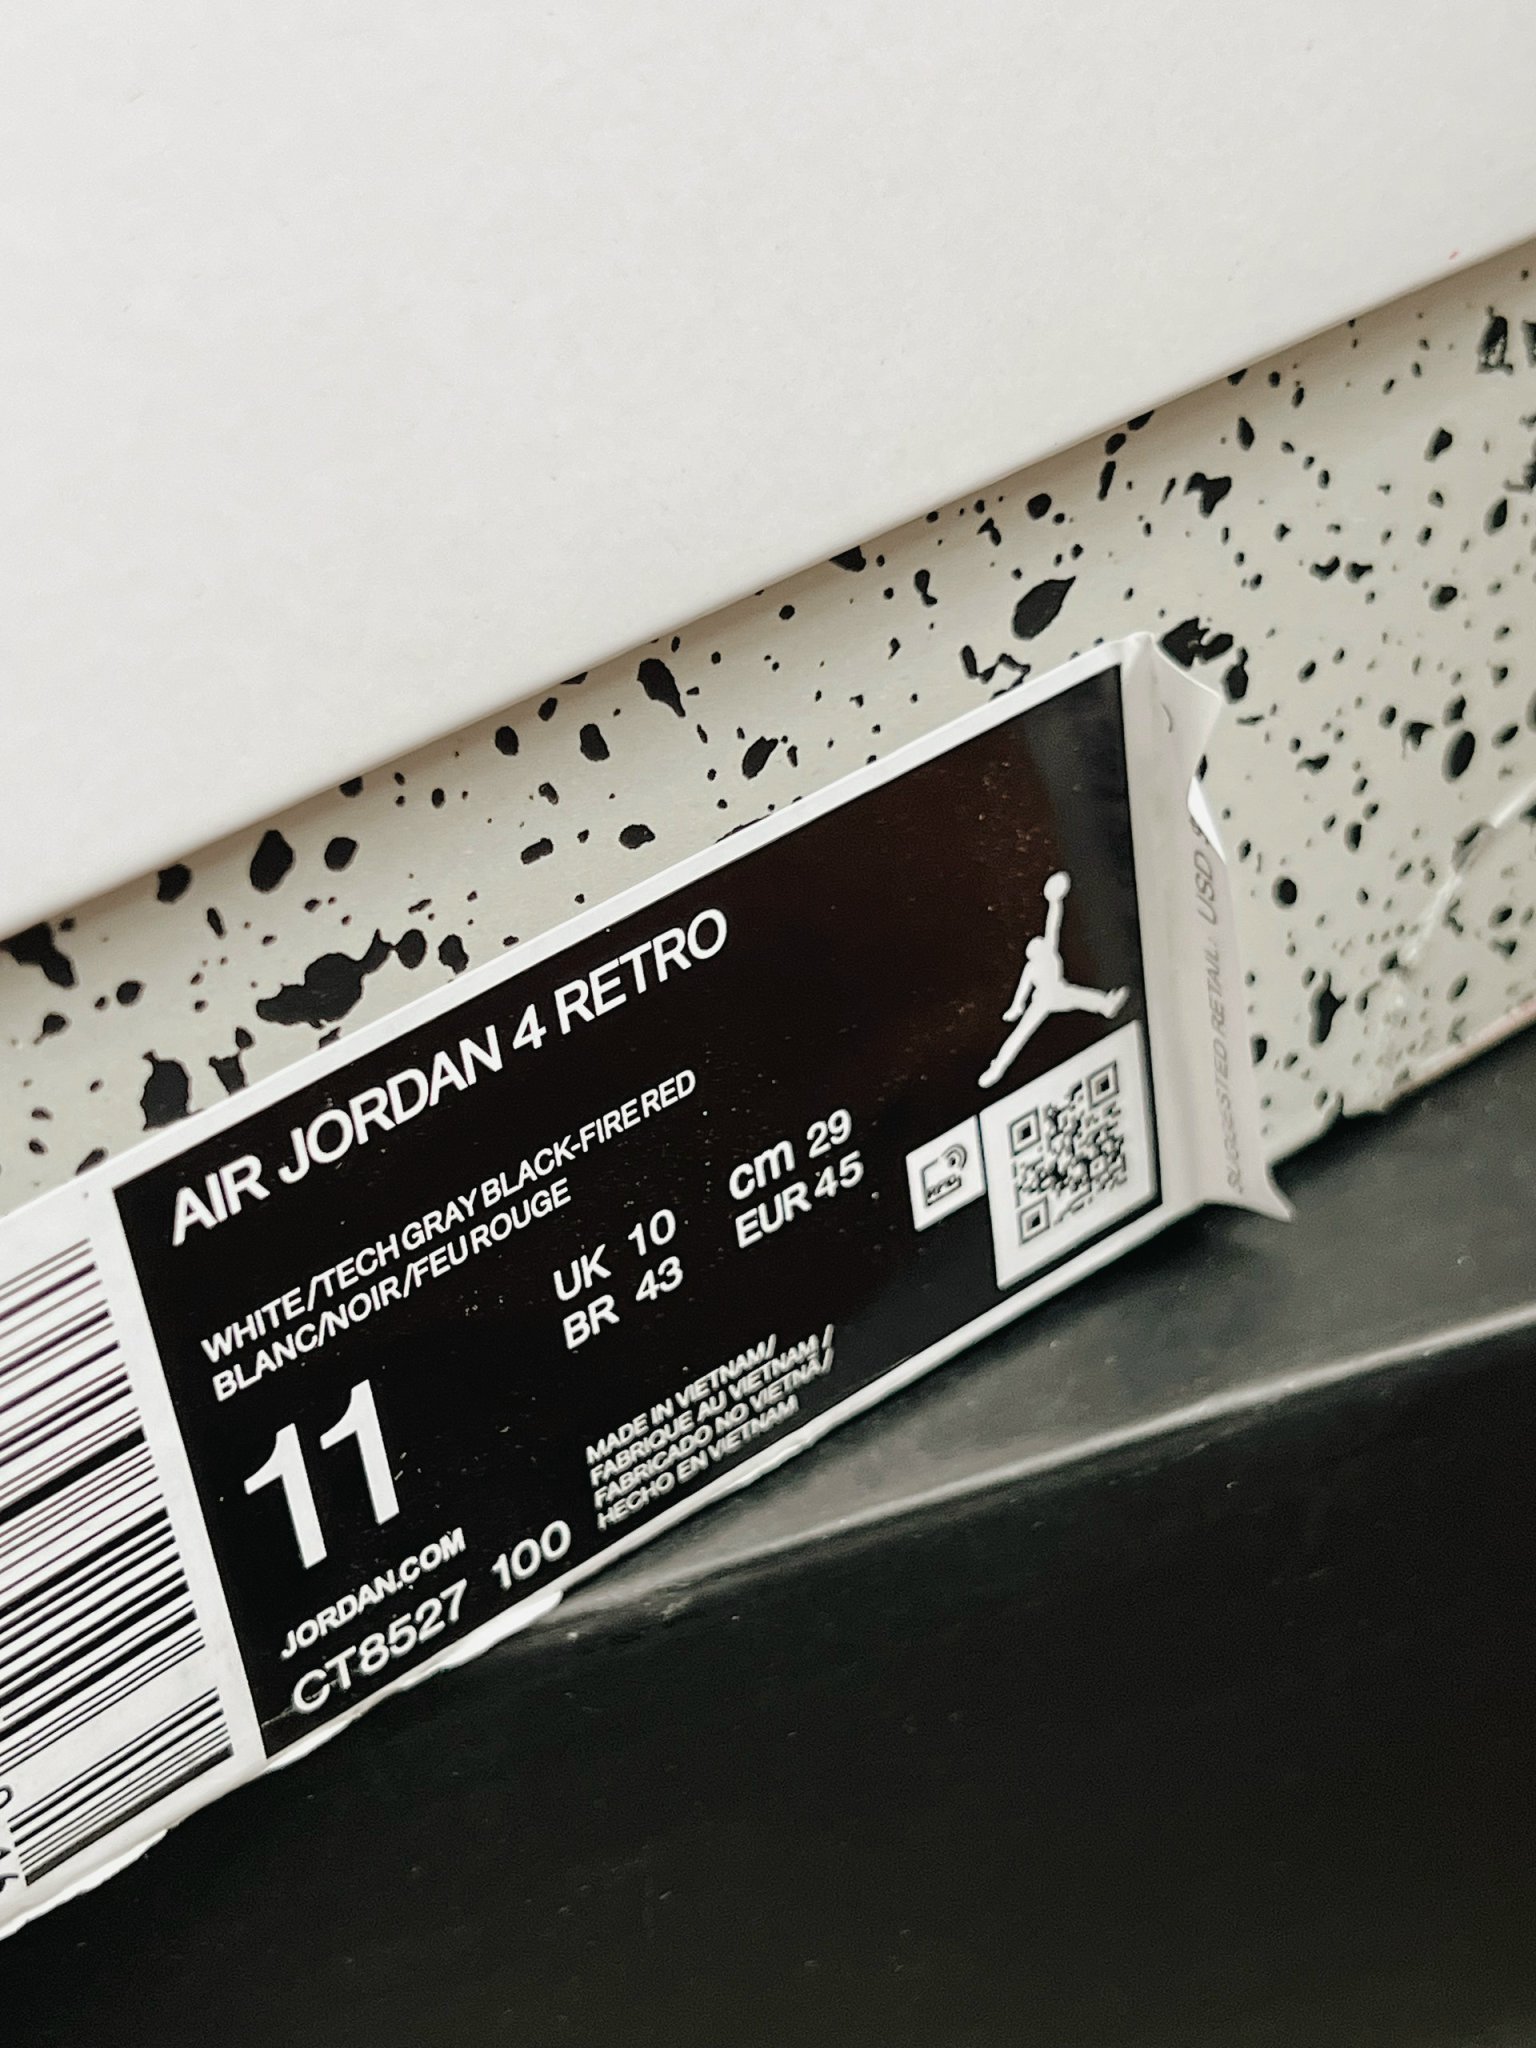 AIR JORDAN 4 RETRO
WHITE/TECH GRAY BLACK-FIRE RED
BLANC/NOIR/FEU ROUGE
UK 10 cm 29
BR 43 EUR 45
11
MADE IN VIETNAM/
FABRIQUE AU VIETNAM /
FABRICADO NO VIETNÃ/
HECHO EN VIETNAM
JORDAN.COM
CT8527 100
SUGGESTED RETAIL USD